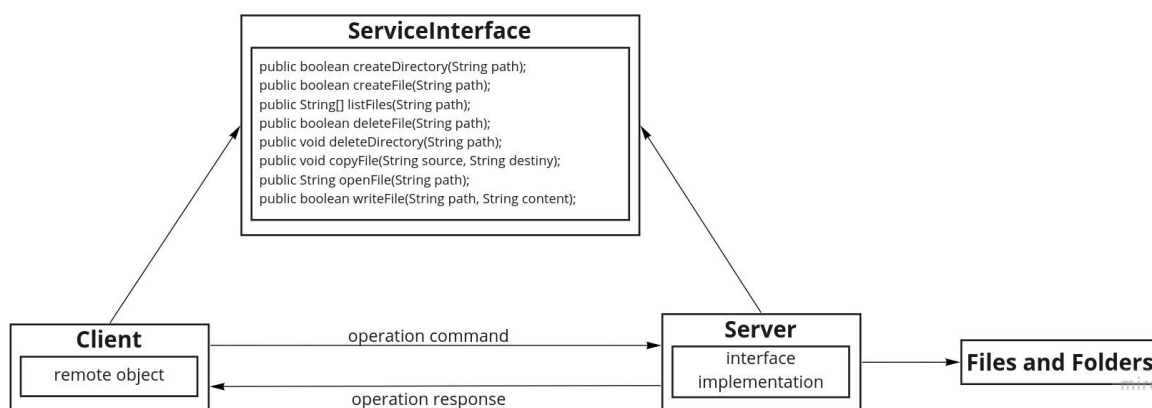 ServiceInterface
public boolean createDirectory(String path);
public boolean createFile(String path);
public String[] listFiles(String path);
public boolean deleteFile(String path);
public void deleteDirectory(String path);
public void copyFile(String source, String destiny);
public String openFile(String path);
public boolean writeFile(String path, String content);
Client
remote object
operation command
operation response
Server
interface
implementation
Files and Folders